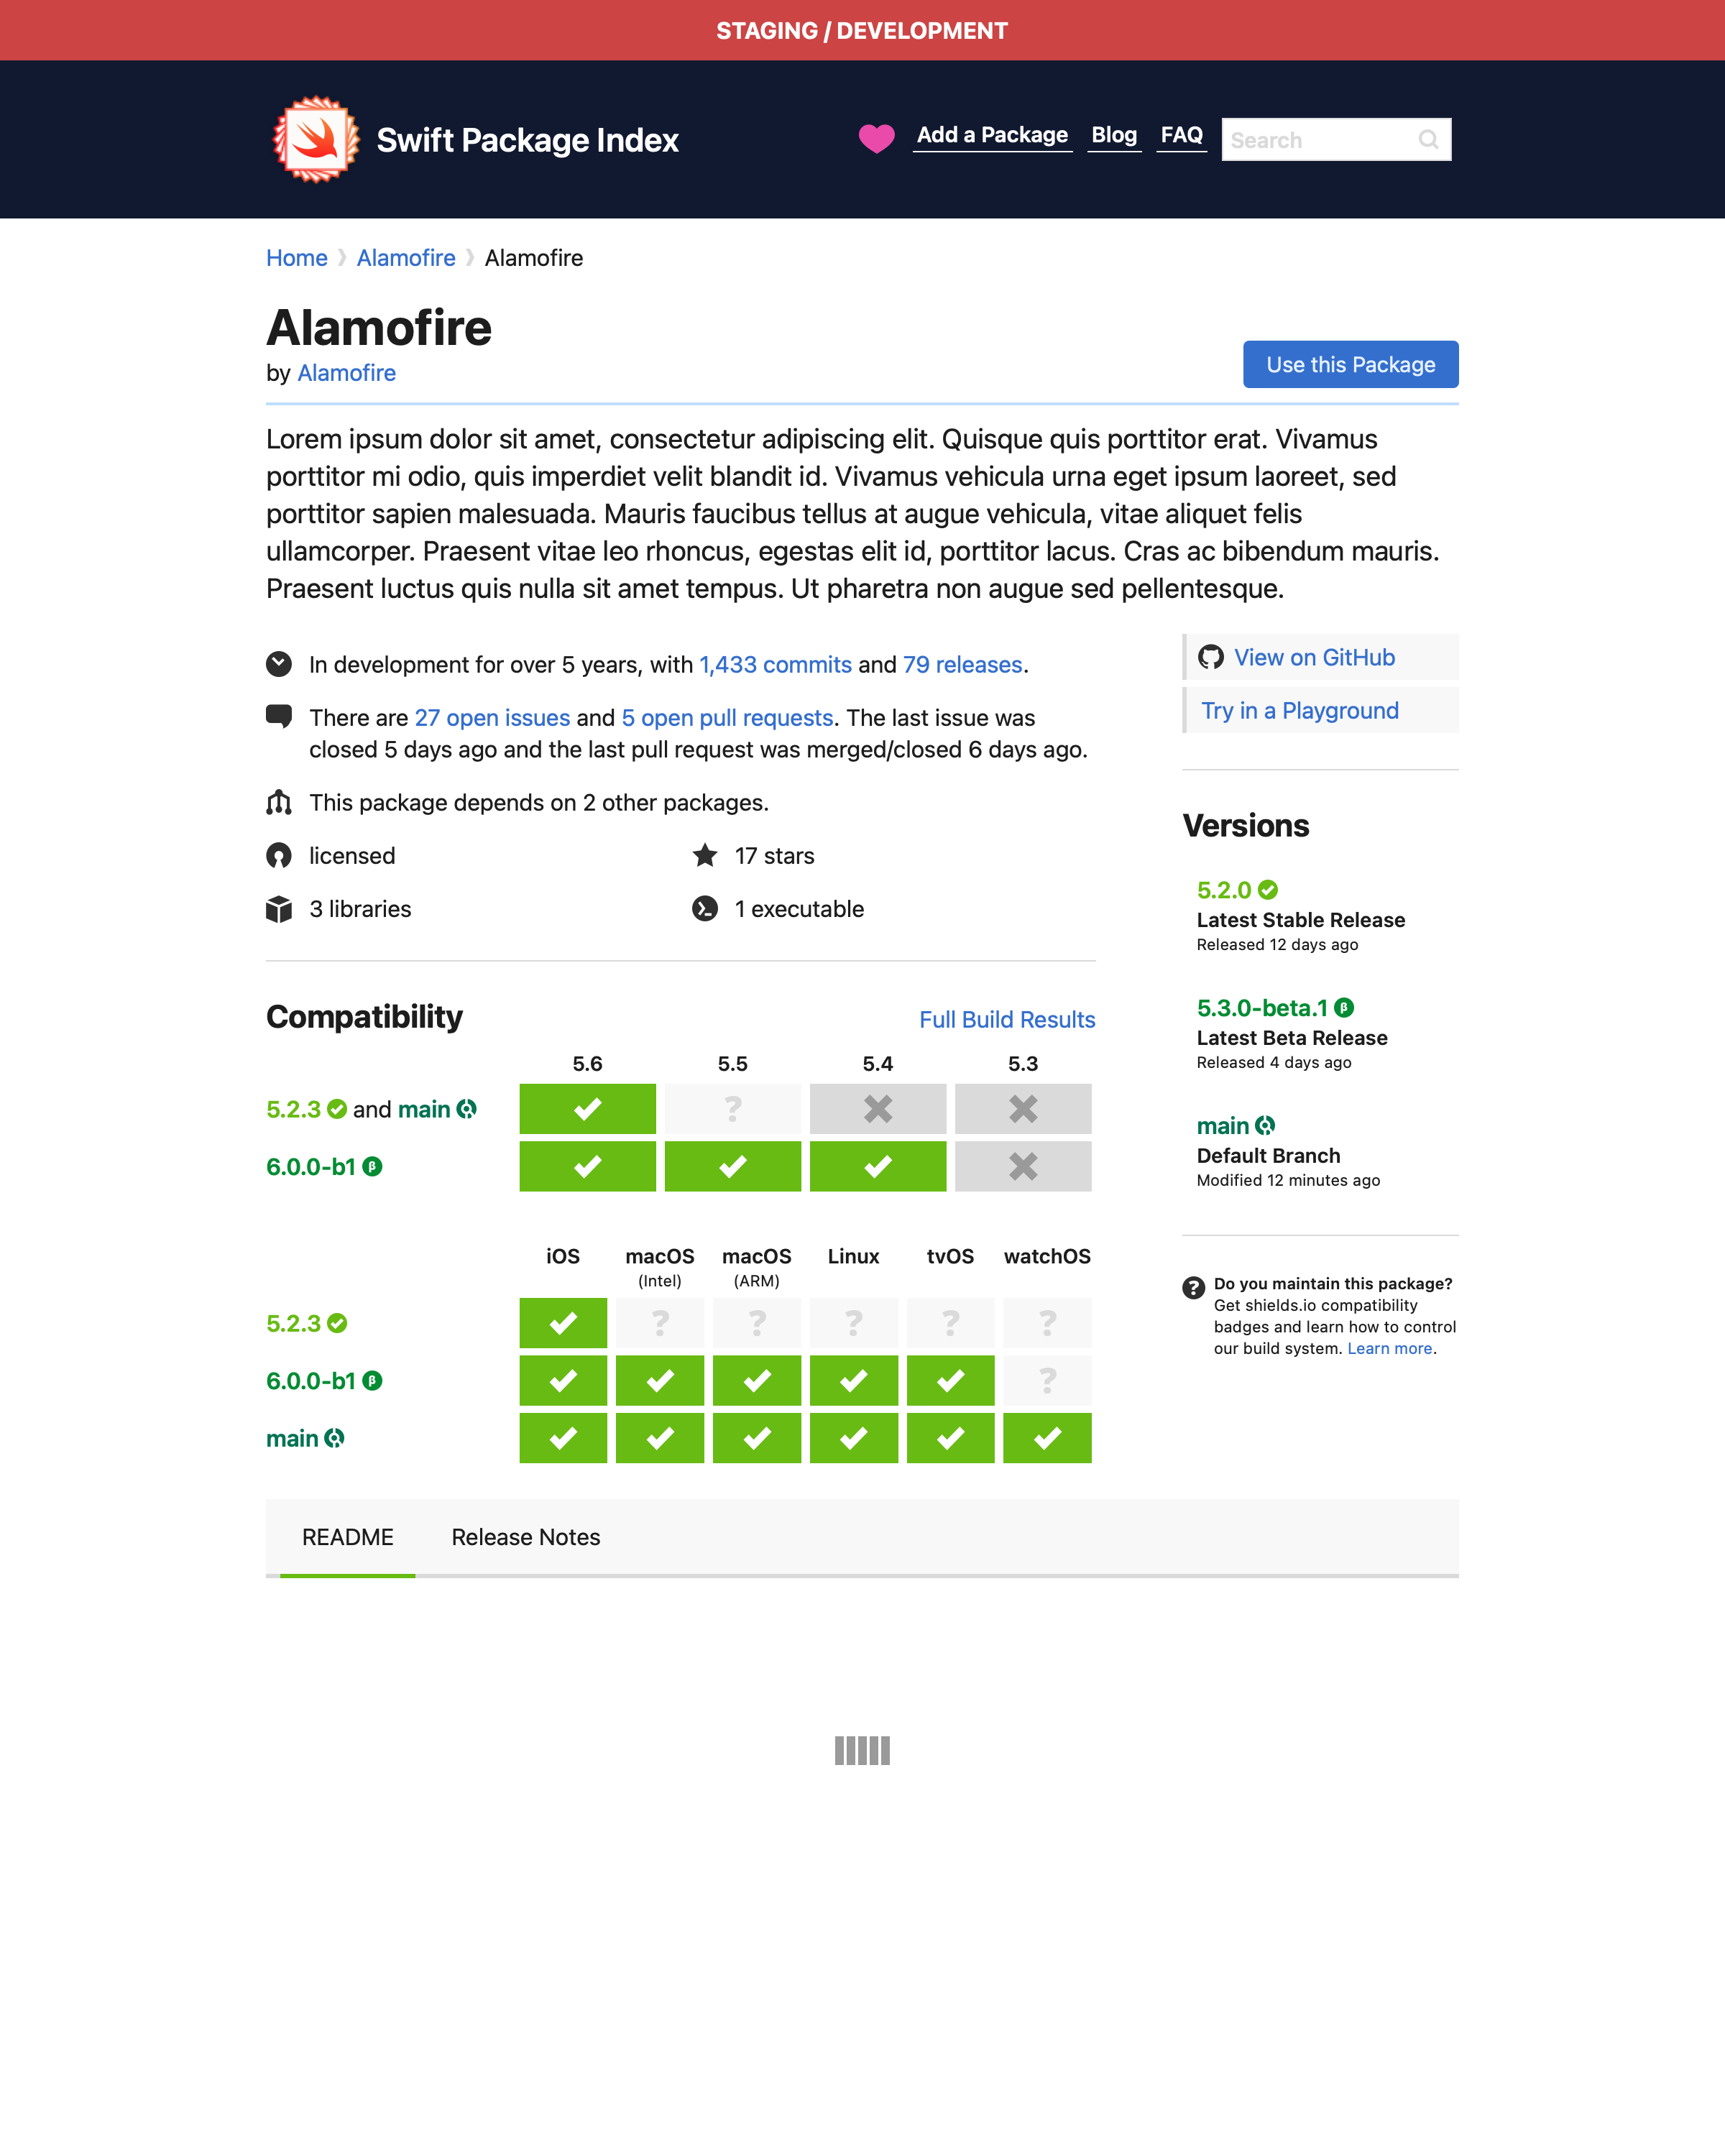 STAGING / DEVELOPMENT
Swift Package Index
Add a Package Blog FAQ Search
Home Alamofire Alamofire
Alamofire
by Alamofire
Use this Package
Lorem ipsum dolor sit amet, consectetur adipiscing elit. Quisque quis porttitor erat. Vivamus
porttitor mi odio, quis imperdiet velit blandit id. Vivamus vehicula urna eget ipsum laoreet, sed
porttitor sapien malesuada. Mauris faucibus tellus at augue vehicula, vitae aliquet felis
ullamcorper. Praesent vitae leo rhoncus, egestas elit id, porttitor lacus. Cras ac bibendum mauris.
Praesent luctus quis nulla sit amet tempus. Ut pharetra non augue sed pellentesque.
In development for over 5 years, with 1,433 commits and 79 releases.
There are 27 open issues and 5 open pull requests. The last issue was
closed 5 days ago and the last pull request was merged/closed 6 days ago.
This package depends on 2 other packages.
licensed
17 stars
3 libraries
1 executable
Compatibility
Full Build Results
5.6 5.5 5.4 5.3
5.2.3 and main
?
6.0.0-b1 β
iOS macOS macOS Linux tvOS watchOS
(Intel) (ARM)
5.2.3
? ? ? ? ?
6.0.0-b1 β
?
main
View on GitHub
Try in a Playground
Versions
5.2.0
Latest Stable Release
Released 12 days ago
5.3.0-beta.1 β
Latest Beta Release
Released 4 days ago
main
Default Branch
Modified 12 minutes ago
? Do you maintain this package?
Get shields.io compatibility
badges and learn how to control
our build system. Learn more.
README Release Notes